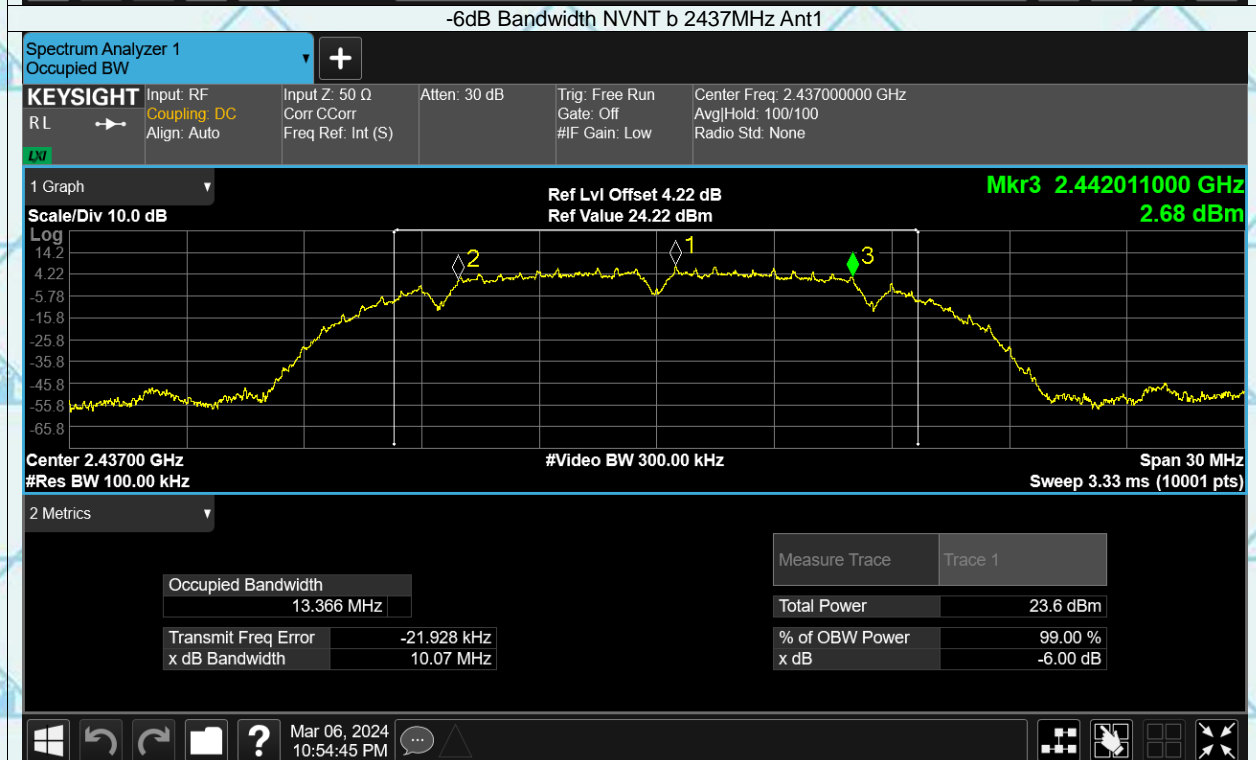 -6dB Bandwidth NVNT b 2437MHz Ant1
Spectrum Analyzer 1
Occupied BW
+
KEYSIGHT
RL
LXI
Input: RF
Coupling: DC
Align: Auto
Input Z: 50 Ω
Corr CCorr
Freq Ref: Int (S)
Atten: 30 dB
Trig: Free Run
Gate: Off
#IF Gain: Low
Center Freq: 2.437000000 GHz
Avg|Hold: 100/100
Radio Std: None
1 Graph
Scale/Div 10.0 dB
Ref Lvl Offset 4.22 dB
Ref Value 24.22 dBm
Mkr3 2.442011000 GHz
2.68 dBm
Log
14.2
4.22
-5.78
-15.8
-25.8
-35.8
-45.8
-55.8
-65.8
2
1
3
Center 2.43700 GHz
#Video BW 300.00 kHz
Span 30 MHz
#Res BW 100.00 kHz
Sweep 3.33 ms (10001 pts)
2 Metrics
Measure Trace Trace 1
Occupied Bandwidth
13.366 MHz
Total Power 23.6 dBm
Transmit Freq Error -21.928 kHz
% of OBW Power 99.00 %
x dB Bandwidth 10.07 MHz
x dB -6.00 dB
?
Mar 06, 2024
10:54:45 PM